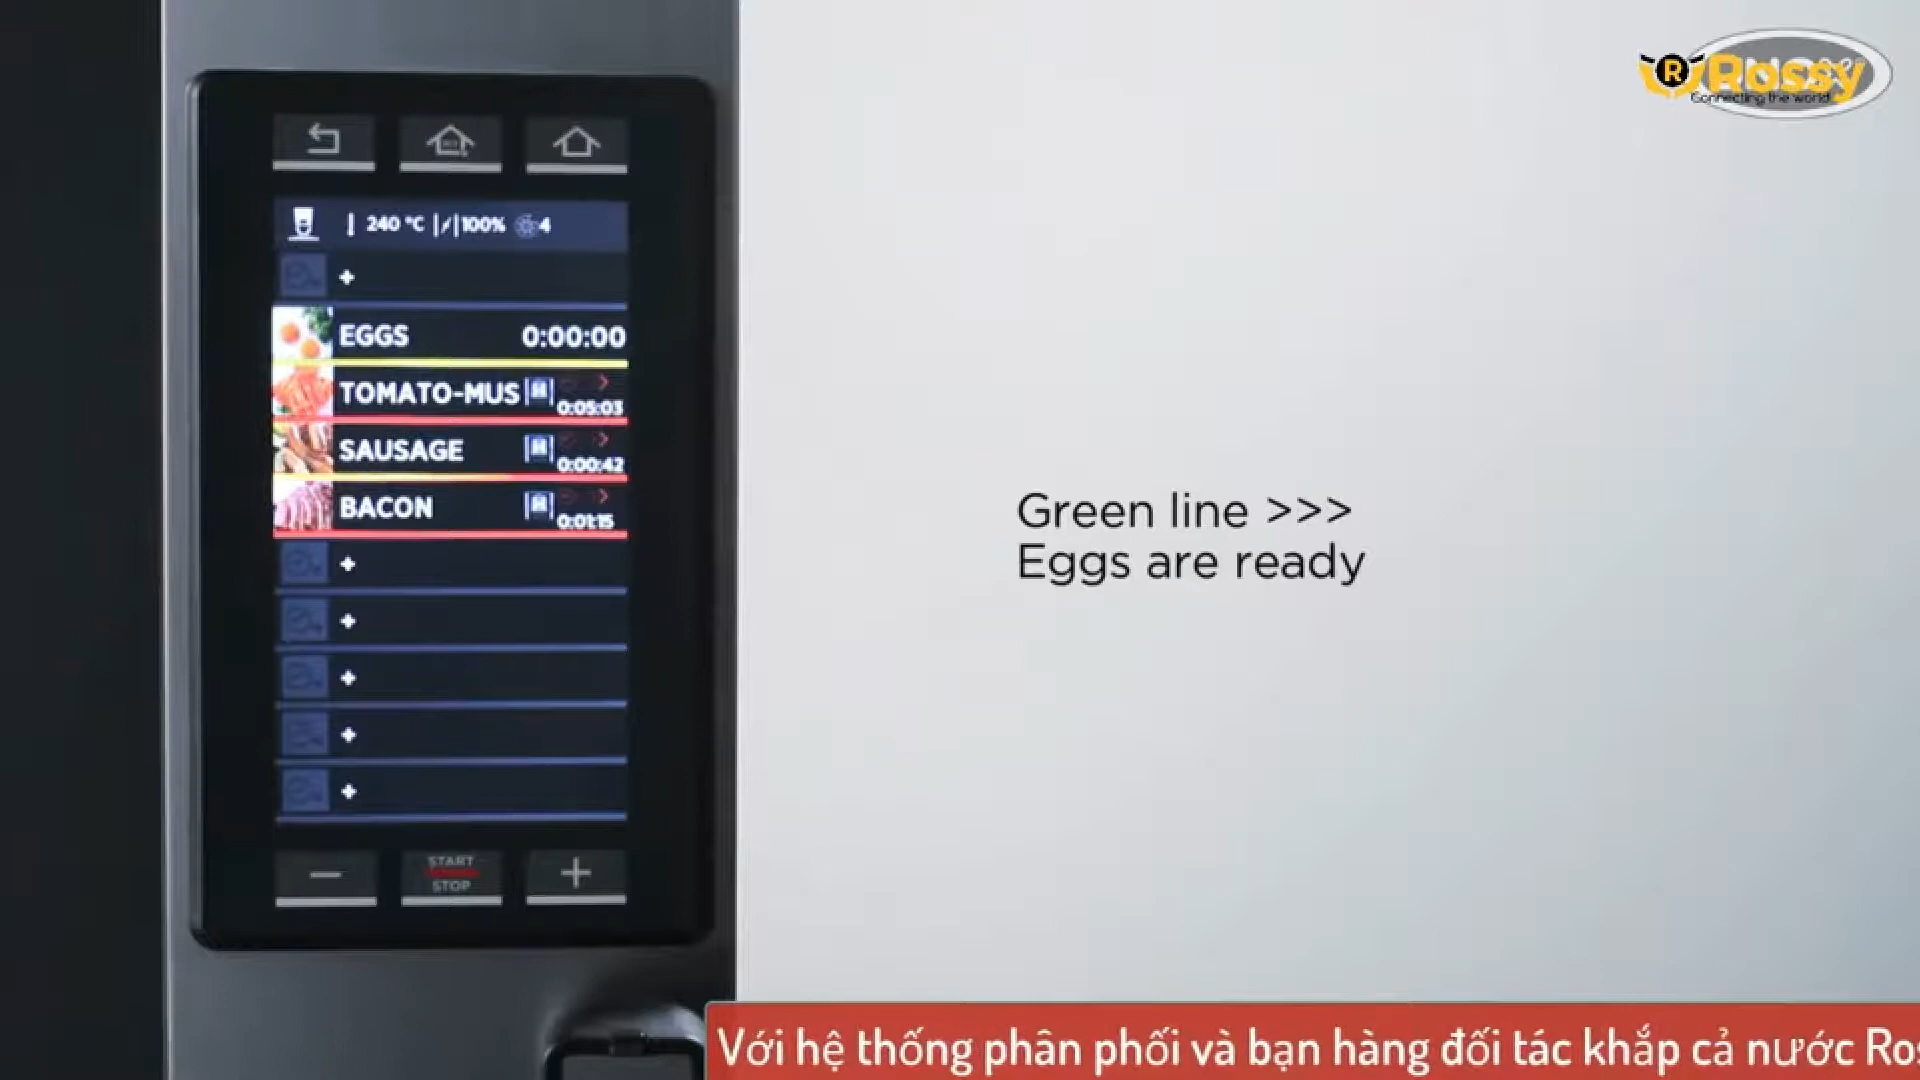 Rossy
Connecting the world
240 °C 100% 4
+
EGGS 0:00:00
TOMATO-MUS 0:05:03
SAUSAGE 0:00:42
BACON 0:01:15
+
+
+
+
+
START
STOP
Green line >>>
Eggs are ready
Với hệ thống phân phối và bạn hàng đối tác khắp cả nước Ros